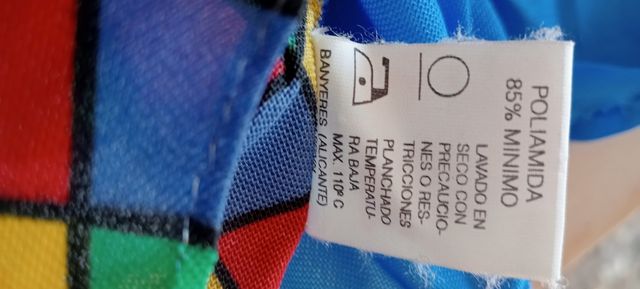 POLIAMIDA
85% MINIMO
LAVADO EN
SECO CON
PRECAUCIO-
NES O RES-
TRICCIONES
PLANCHADO
TEMPERATU-
RA BAJA
MAX. 110º C
BANYERES (ALICANTE)